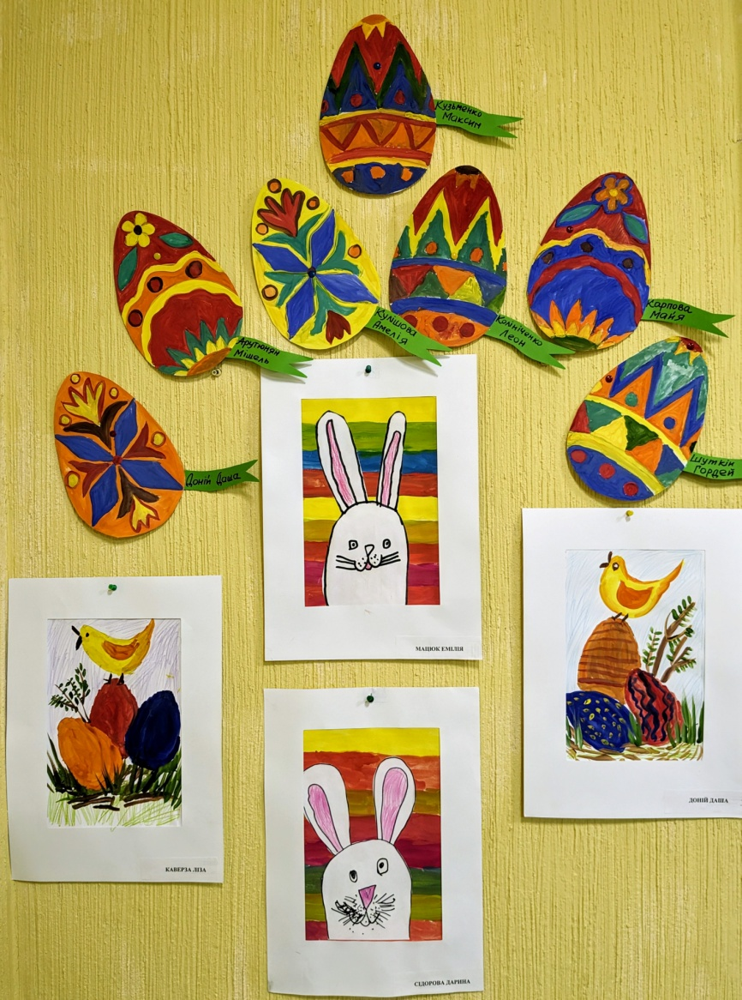 Кузьменко
Максим
Арутюнян
Мішель
Кулішова
Амелія
Конніченко
Леон
Карпова
Майя
Доній Даша
Шуткін
Гордей
МАЦЮК ЕМІЛІЯ
КАВЕРЗА ЛІЗА
ДОНІЙ ДАША
СІДОРОВА ДАРИНА